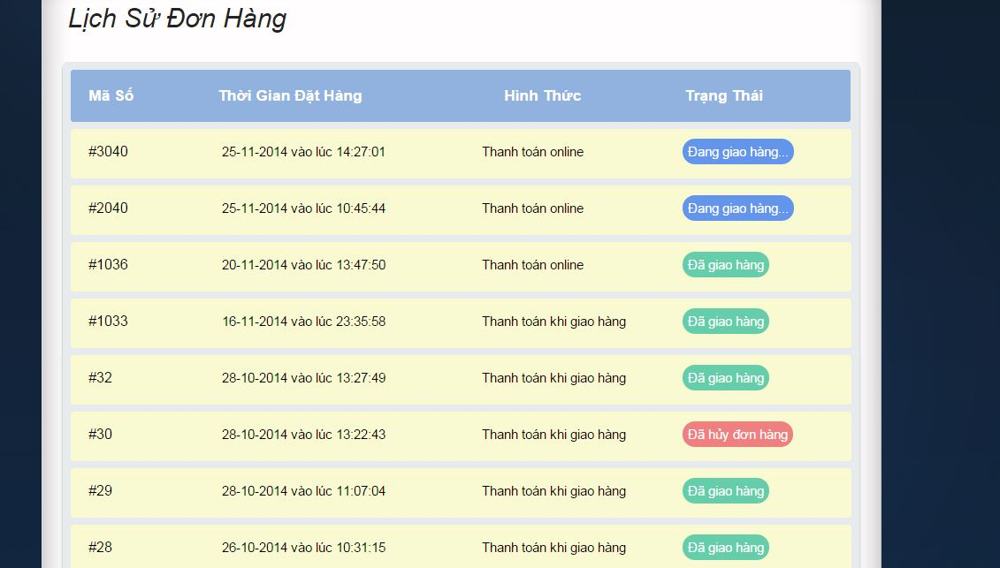 Lịch Sử Đơn Hàng
Mã Số Thời Gian Đặt Hàng Hình Thức Trạng Thái
#3040 25-11-2014 vào lúc 14:27:01 Thanh toán online Đang giao hàng...
#2040 25-11-2014 vào lúc 10:45:44 Thanh toán online Đang giao hàng...
#1036 20-11-2014 vào lúc 13:47:50 Thanh toán online Đã giao hàng
#1033 16-11-2014 vào lúc 23:35:58 Thanh toán khi giao hàng Đã giao hàng
#32 28-10-2014 vào lúc 13:27:49 Thanh toán khi giao hàng Đã giao hàng
#30 28-10-2014 vào lúc 13:22:43 Thanh toán khi giao hàng Đã hủy đơn hàng
#29 28-10-2014 vào lúc 11:07:04 Thanh toán khi giao hàng Đã giao hàng
#28 26-10-2014 vào lúc 10:31:15 Thanh toán khi giao hàng Đã giao hàng